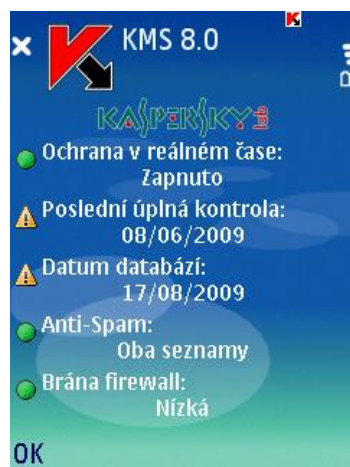 KMS 8.0
KASPERSKY lab
Ochrana v reálném čase:
Zapnuto
Poslední úplná kontrola:
08/06/2009
Datum databází:
17/08/2009
Anti-Spam:
Oba seznamy
Brána firewall:
Nízká
OK